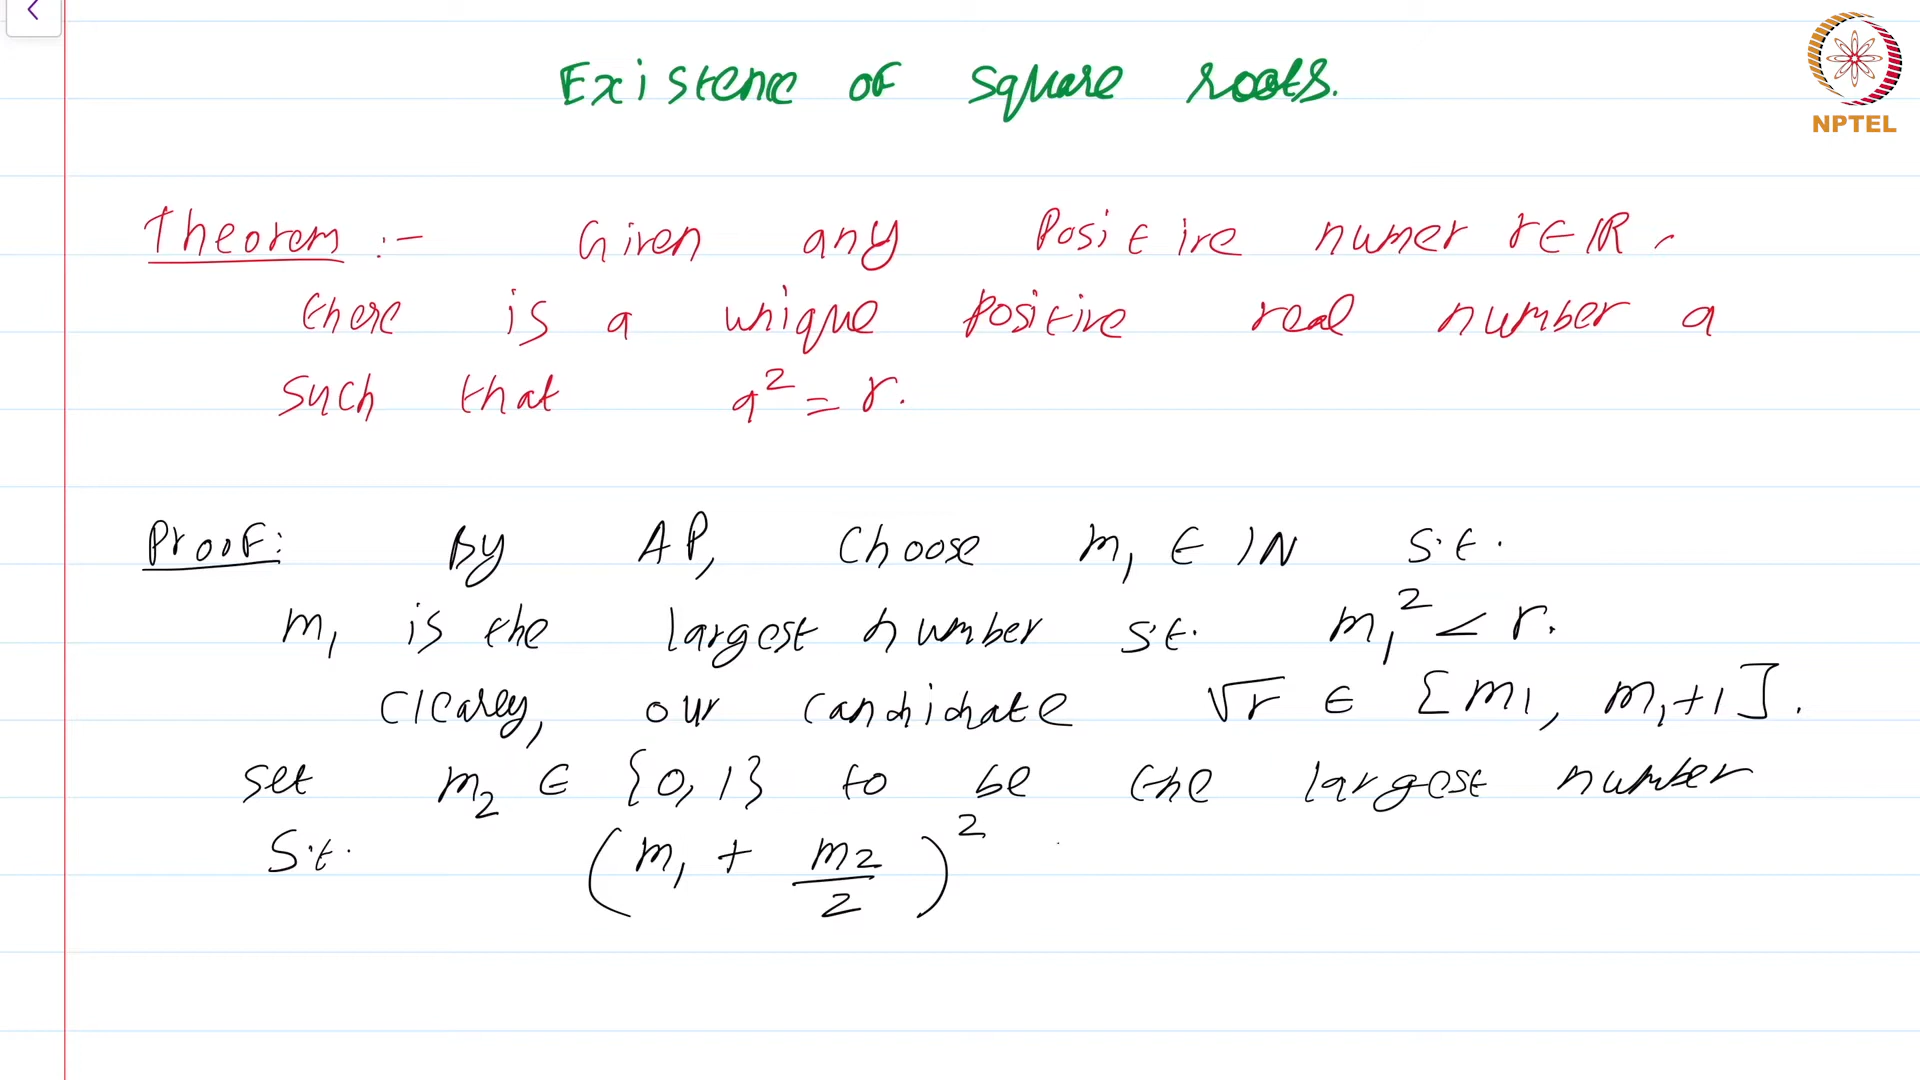 Existence of square roots.
NPTEL
Theorem :- Given any Positive numer r ∈ ℝ,
there is a unique positive real number a
such that a² = r.
Proof: By AP, Choose m₁ ∈ ℕ s.t.
m₁ is the largest number s.t. m₁² < r.
Clearly, our candidate √r ∈ [m1, m₁+1].
set m₂ ∈ {0,1} to be the largest number
S.t. (m₁ + m2/2)²